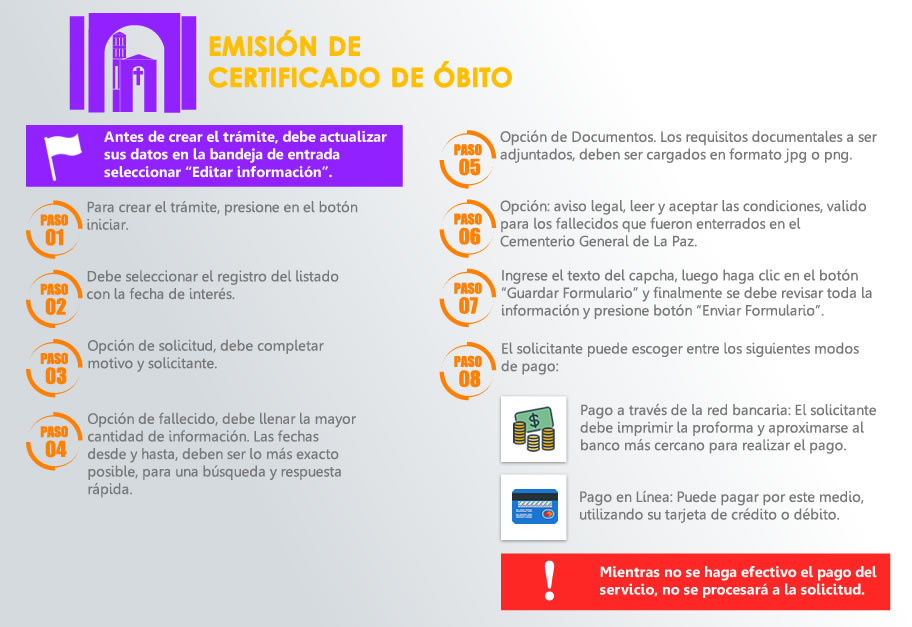 EMISIÓN DE
CERTIFICADO DE ÓBITO
Antes de crear el trámite, debe actualizar
sus datos en la bandeja de entrada
seleccionar “Editar información”.
PASO
01
Para crear el trámite, presione en el botón
iniciar.
PASO
02
Debe seleccionar el registro del listado
con la fecha de interés.
PASO
03
Opción de solicitud, debe completar
motivo y solicitante.
PASO
04
Opción de fallecido, debe llenar la mayor
cantidad de información. Las fechas
desde y hasta, deben ser lo más exacto
posible, para una búsqueda y respuesta
rápida.
PASO
05
Opción de Documentos. Los requisitos documentales a ser
adjuntados, deben ser cargados en formato jpg o png.
PASO
06
Opción: aviso legal, leer y aceptar las condiciones, valido
para los fallecidos que fueron enterrados en el
Cementerio General de La Paz.
PASO
07
Ingrese el texto del capcha, luego haga clic en el botón
“Guardar Formulario” y finalmente se debe revisar toda la
información y presione botón “Enviar Formulario”.
PASO
08
El solicitante puede escoger entre los siguientes modos
de pago:
$
Pago a través de la red bancaria: El solicitante
debe imprimir la proforma y aproximarse al
banco más cercano para realizar el pago.
Pago en Línea: Puede pagar por este medio,
utilizando su tarjeta de crédito o débito.
!
Mientras no se haga efectivo el pago del
servicio, no se procesará a la solicitud.